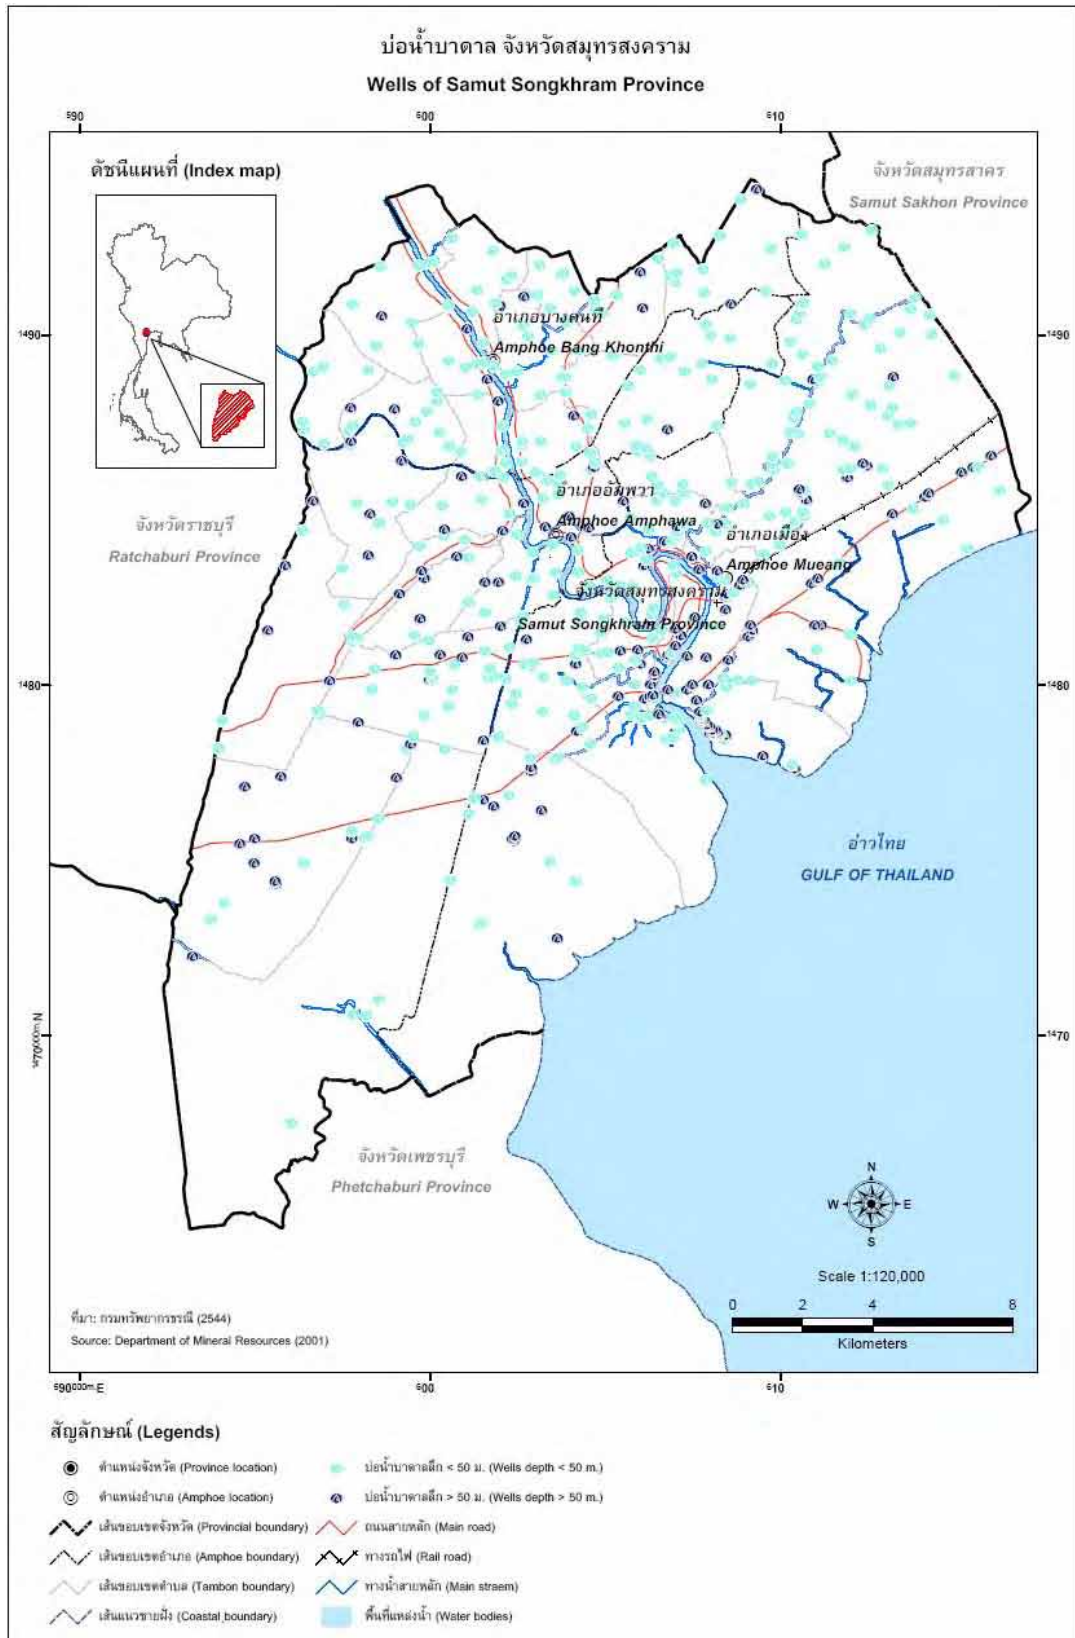 บ่อน้ำบาดาล จังหวัดสมุทรสงคราม
Wells of Samut Songkhram Province
590
600
610
ดัชนีแผนที่ (Index map)
จังหวัดสมุทรสาคร
Samut Sakhon Province
อำเภอบางคนที
Amphoe Bang Khonthi
1490
1490
อำเภออัมพวา
Amphoe Amphawa
จังหวัดราชบุรี
Ratchaburi Province
อำเภอเมือง
Amphoe Mueang
จังหวัดสมุทรสงคราม
Samut Songkhram Province
1480
1480
อ่าวไทย
GULF OF THAILAND
1470000m.N
1470
จังหวัดเพชรบุรี
Phetchaburi Province
N
W
E
S
Scale 1:120,000
0 2 4 8
Kilometers
ที่มา: กรมทรัพยากรธรณี (2544)
Source: Department of Mineral Resources (2001)
590000m.E
600
610
สัญลักษณ์ (Legends)
ตำแหน่งจังหวัด (Province location)
บ่อน้ำบาดาลลึก < 50 ม. (Wells depth < 50 m.)
ตำแหน่งอำเภอ (Amphoe location)
บ่อน้ำบาดาลลึก > 50 ม. (Wells depth > 50 m.)
เส้นขอบเขตจังหวัด (Provincial boundary)
ถนนสายหลัก (Main road)
เส้นขอบเขตอำเภอ (Amphoe boundary)
ทางรถไฟ (Rail road)
เส้นขอบเขตตำบล (Tambon boundary)
ทางน้ำสายหลัก (Main straem)
เส้นแนวชายฝั่ง (Coastal boundary)
พื้นที่แหล่งน้ำ (Water bodies)